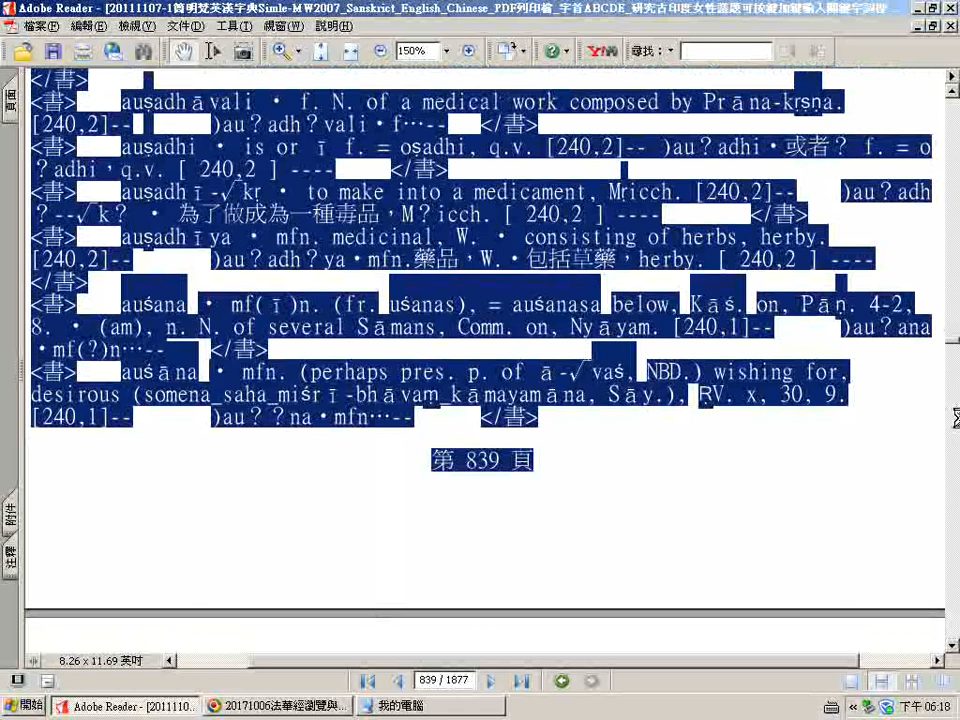 Adobe Reader - [20111107-1簡明梵英漢字典Simle-MW2007_Sanskrict_English_Chinese_PDF列印檔_字首ABCDE_研究古印度女性議題可按
檔案(F) 編輯(E) 檢視(V) 文件(D) 工具(T) 視窗(W) 說明(H)
150% Y! 尋找：
頁面
</書>
<書> auṣadhāvali ‧ f. N. of a medical work composed by Prāna-kṛṣṇa.
[240,2]-- )au？adh？vali‧f…-- </書>
<書> auṣadhi ‧ is or ī f. = oṣadhi, q.v. [240,2]-- )au？adhi‧或者？ f. = o
？adhi，q.v. [ 240,2 ] ---- </書>
<書> auṣadhī-√kṛ ‧ to make into a medicament, Mṛicch. [240,2]-- )au？adh
？--√k？ ‧ 為了做成為一種毒品，M？icch. [ 240,2 ] ---- </書>
<書> auṣadhīya ‧ mfn. medicinal, W. ‧ consisting of herbs, herby.
[240,2]-- )au？adh？ya‧mfn.藥品，W.‧包括草藥，herby. [ 240,2 ] ----
</書>
<書> auśana ‧ mf(ī)n. (fr. uśanas), = auśanasa below, Kāś. on, Pāṇ. 4-2,
8. ‧ (am), n. N. of several Sāmans, Comm. on, Nyāyam. [240,1]-- )au？ana
‧mf(?)n…-- </書>
<書> auśāna ‧ mfn. (perhaps pres. p. of ā-√vaś, NBD.) wishing for,
desirous (somena_saha_miśrī-bhāvaṃ_kāmayamāna, Sāy.), ṚV. x, 30, 9.
[240,1]-- )au？？na‧mfn…-- </書>
第 839 頁
附件
注釋
8.26 x 11.69 英吋
839 / 1877
開始 Adobe Reader - [2011110... 20171006法華經瀏覽與... 我的電腦 « 下午 06:18